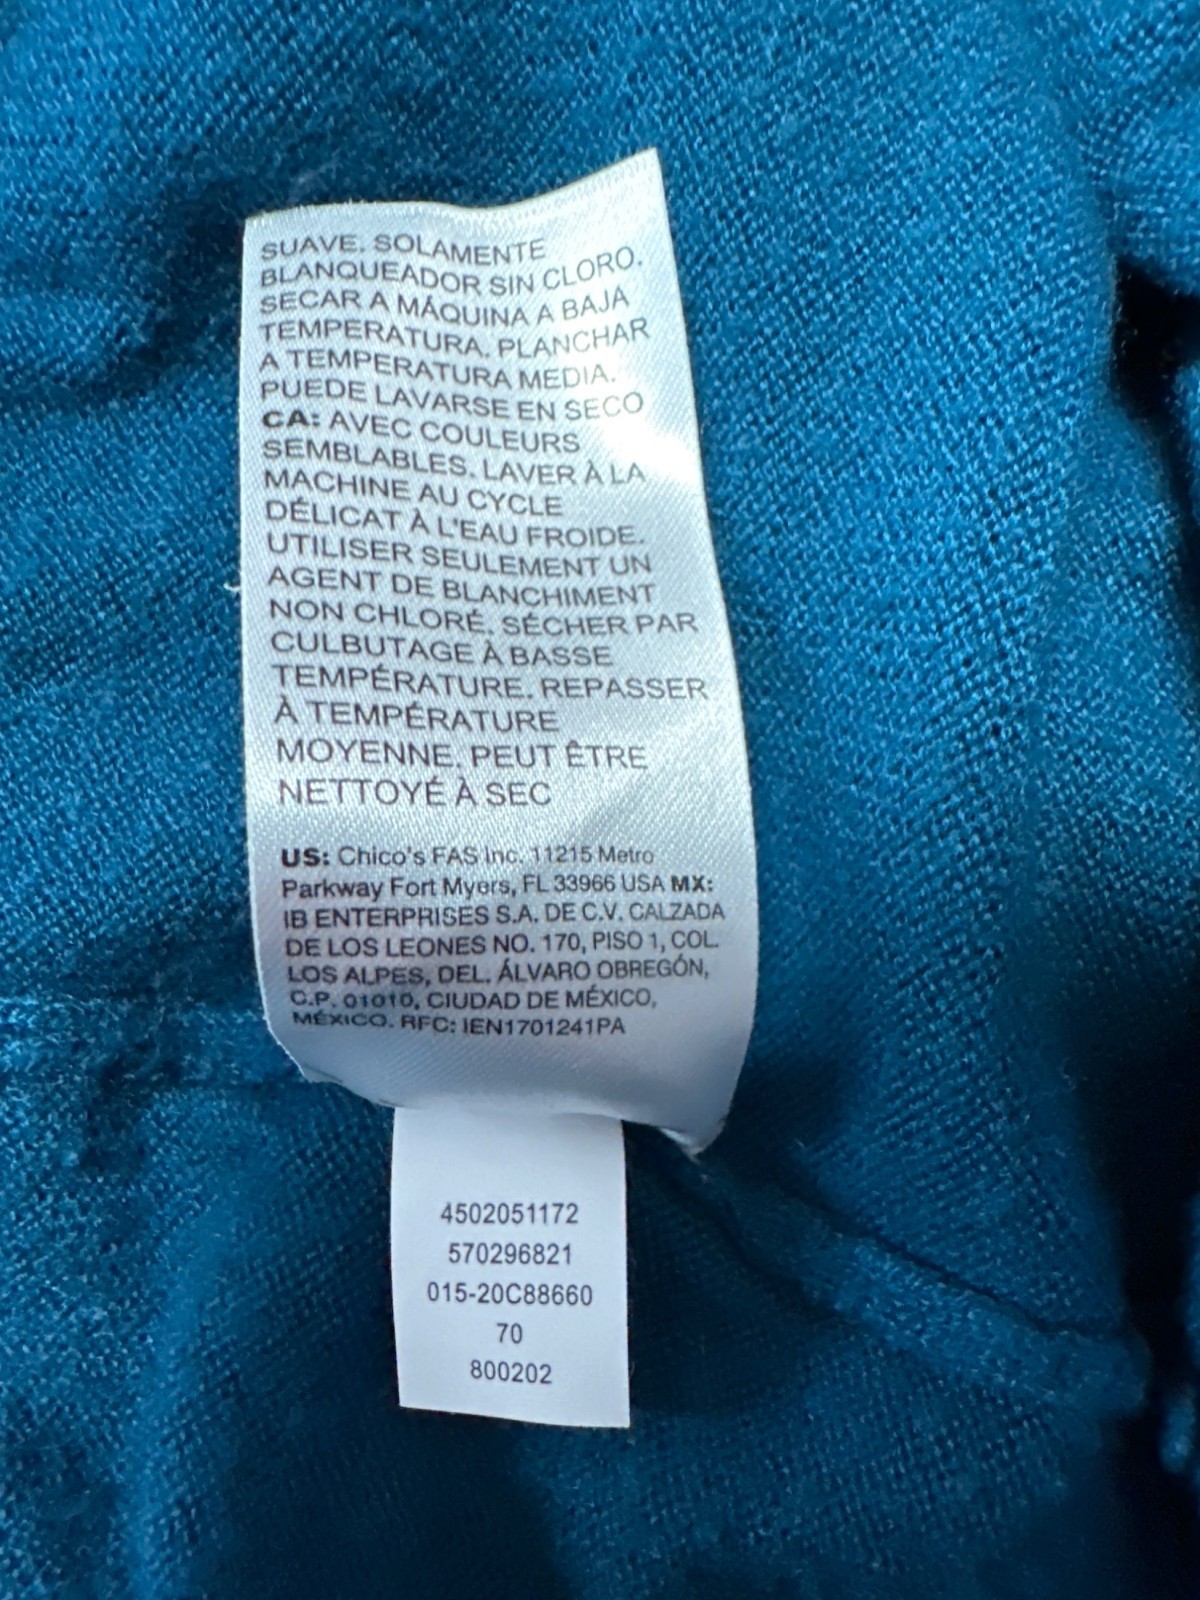 SUAVE. SOLAMENTE
BLANQUEADOR SIN CLORO.
SECAR A MÁQUINA A BAJA
TEMPERATURA. PLANCHAR
A TEMPERATURA MEDIA.
PUEDE LAVARSE EN SECO
CA: AVEC COULEURS
SEMBLABLES. LAVER À LA
MACHINE AU CYCLE
DÉLICAT À L'EAU FROIDE.
UTILISER SEULEMENT UN
AGENT DE BLANCHIMENT
NON CHLORÉ. SÉCHER PAR
CULBUTAGE À BASSE
TEMPÉRATURE. REPASSER
À TEMPÉRATURE
MOYENNE. PEUT ÊTRE
NETTOYÉ À SEC
US: Chico's FAS Inc. 11215 Metro
Parkway Fort Myers, FL 33966 USA MX:
IB ENTERPRISES S.A. DE C.V. CALZADA
DE LOS LEONES NO. 170, PISO 1, COL.
LOS ALPES, DEL. ÁLVARO OBREGÓN,
C.P. 01010, CIUDAD DE MÉXICO,
MÉXICO. RFC: IEN1701241PA
4502051172
570296821
015-20C88660
70
800202